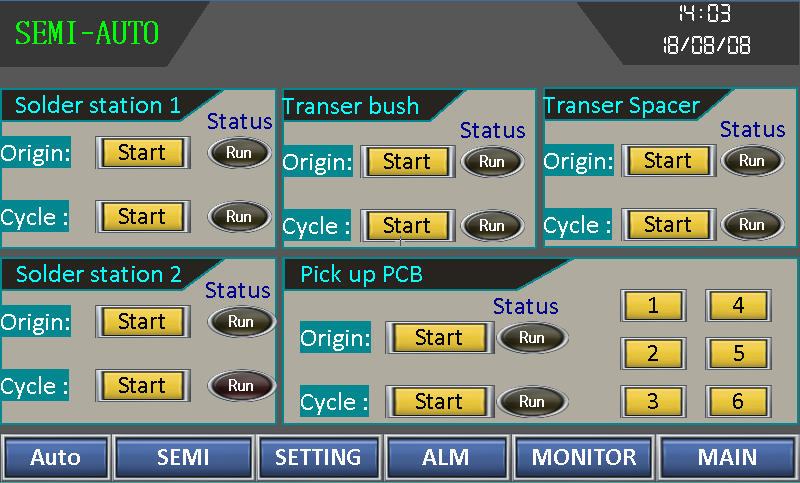 SEMI-AUTO
14:03
18/08/08
Solder station 1
Status
Origin: Start Run
Cycle : Start Run
Transer bush
Status
Origin: Start Run
Cycle : Start Run
Transer Spacer
Status
Origin: Start Run
Cycle : Start Run
Solder station 2
Status
Origin: Start Run
Cycle : Start Run
Pick up PCB
Status
Origin: Start Run
Cycle : Start Run
1 4
2 5
3 6
Auto SEMI SETTING ALM MONITOR MAIN